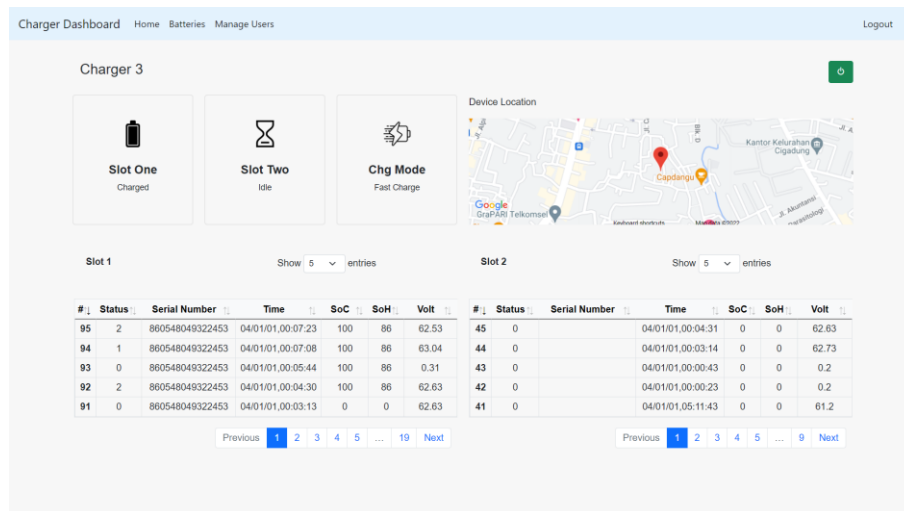 Charger Dashboard Home Batteries Manage Users Logout
Charger 3
Slot One
Charged
Slot Two
Idle
Chg Mode
Fast Charge
Device Location
Kantor Kelurahan
Cigadung
Capdangu
Google
GraPARI Telkomsel
Jl. Akuntansi
Keyboard shortcuts
Slot 1 Show 5 entries
# Status Serial Number Time SoC SoH Volt
95 2 860548049322453 04/01/01,00:07:23 100 86 62.53
94 1 860548049322453 04/01/01,00:07:08 100 86 63.04
93 0 860548049322453 04/01/01,00:05:44 100 86 0.31
92 2 860548049322453 04/01/01,00:04:30 100 86 62.63
91 0 860548049322453 04/01/01,00:03:13 0 0 62.63
Previous 1 2 3 4 5 ... 19 Next
Slot 2 Show 5 entries
# Status Serial Number Time SoC SoH Volt
45 0 04/01/01,00:04:31 0 0 62.63
44 0 04/01/01,00:03:14 0 0 62.73
43 0 04/01/01,00:00:43 0 0 0.2
42 0 04/01/01,00:00:23 0 0 0.2
41 0 04/01/01,05:11:43 0 0 61.2
Previous 1 2 3 4 5 ... 9 Next